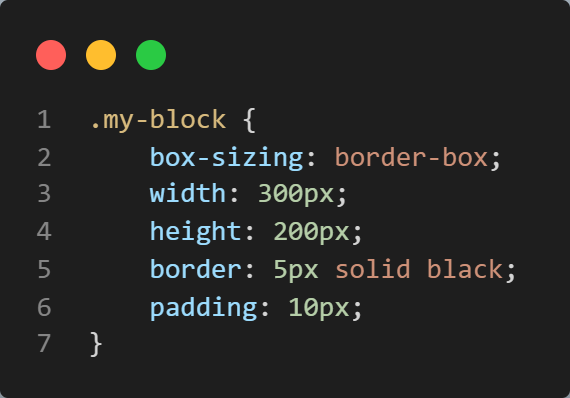 1 .my-block {
2     box-sizing: border-box;
3     width: 300px;
4     height: 200px;
5     border: 5px solid black;
6     padding: 10px;
7 }